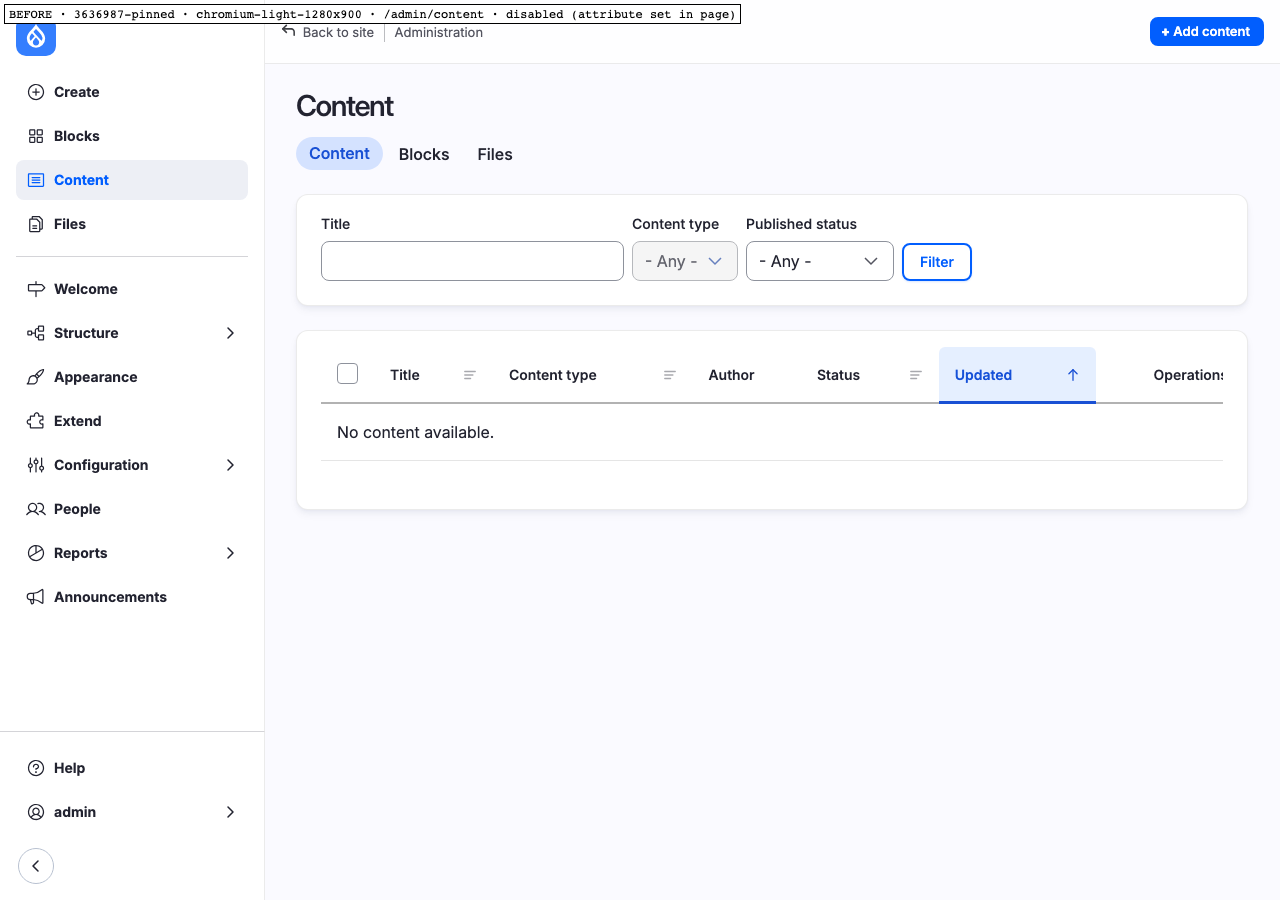 BEFORE • 3636987-pinned • chromium-light-1280x900 • /admin/content • disabled (attribute set in page)
Back to site
Administration
+ Add content
Create
Blocks
Content
Files
Welcome
Structure
Appearance
Extend
Configuration
People
Reports
Announcements
Help
admin
Content
Content Blocks Files
Title Content type Published status
- Any - - Any - Filter
Title Content type Author Status Updated Operations
No content available.